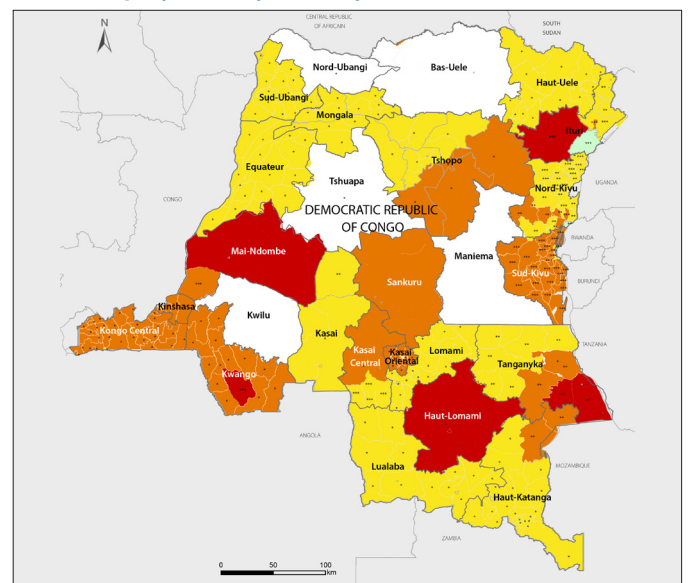 CENTRAL REPUBLIC
OF AFRICAIN
SOUTH
SUDAN
N
Nord-Ubangi
Bas-Uele
Haut-Uele
Sud-Ubangi
Mongala
Ituri
Equateur
Tshopo
Tshuapa
Nord-Kivu
UGANDA
CONGO
DEMOCRATIC REPUBLIC
OF CONGO
RWANDA
Mai-Ndombe
Maniema
Sud-Kivu
Sankuru
BURUNDI
Kinshasa
Kwilu
Kongo Central
Kasai
TANZANIA
Kasai
Central
Kasai
Oriental
Lomami
Tanganyka
Kwango
Haut-Lomami
ANGOLA
Lualaba
MOZAMBIQUE
Haut-Katanga
ZAMBIA
0 50 100
km